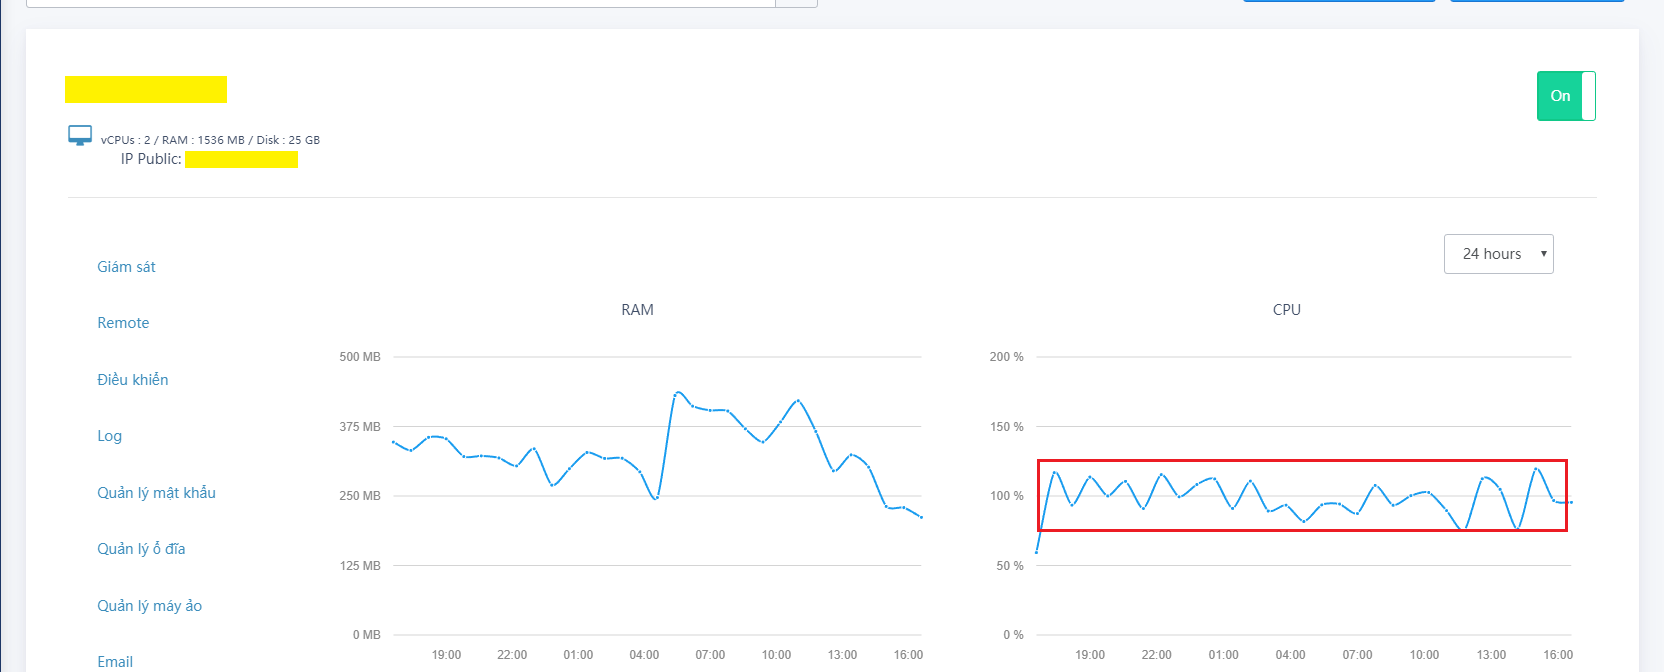 On
vCPUs : 2 / RAM : 1536 MB / Disk : 25 GB
IP Public:
24 hours
Giám sát
Remote
Điều khiển
Log
Quản lý mật khẩu
Quản lý ổ đĩa
Quản lý máy ảo
Email
RAM
500 MB
375 MB
250 MB
125 MB
0 MB
19:00 22:00 01:00 04:00 07:00 10:00 13:00 16:00
CPU
200 %
150 %
100 %
50 %
0 %
19:00 22:00 01:00 04:00 07:00 10:00 13:00 16:00